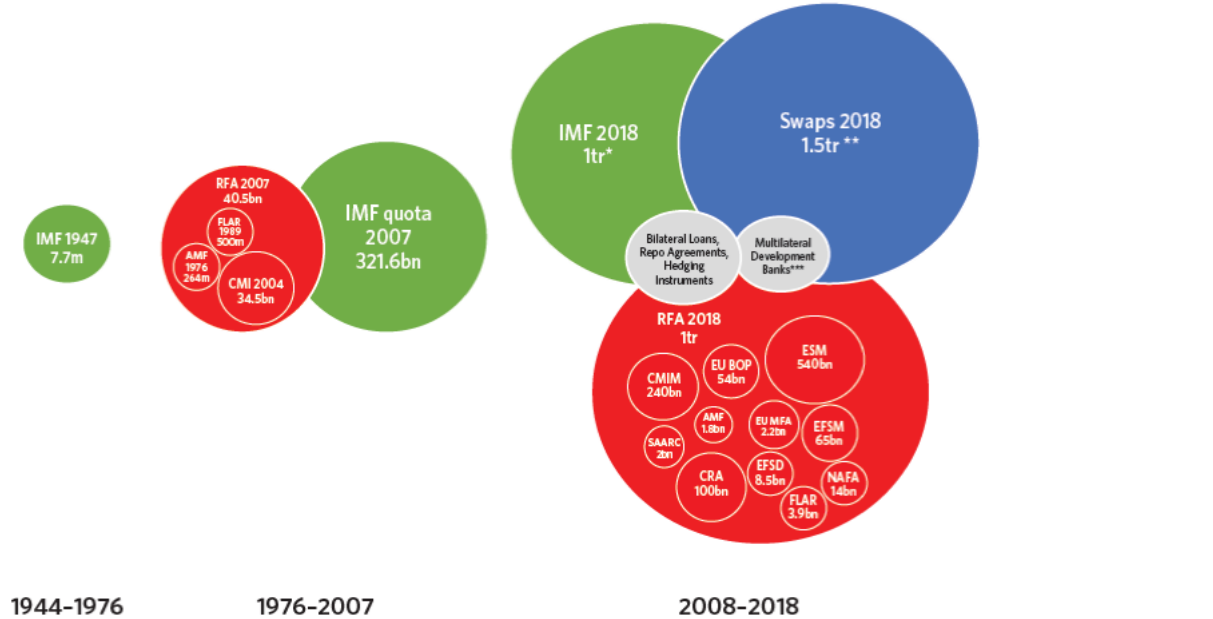 IMF 1947
7.7m
RFA 2007
40.5bn
FLAR
1989
500m
AMF
1976
264m
CMI 2004
34.5bn
IMF quota
2007
321.6bn
IMF 2018
1tr*
Swaps 2018
1.5tr **
Bilateral Loans,
Repo Agreements,
Hedging
Instruments
Multilateral
Development
Banks***
RFA 2018
1tr
CMIM
240bn
EU BOP
54bn
ESM
540bn
AMF
1.8bn
EU MFA
2.2bn
EFSM
65bn
SAARC
2bn
CRA
100bn
EFSD
8.5bn
NAFA
14bn
FLAR
3.9bn
1944–1976
1976–2007
2008–2018